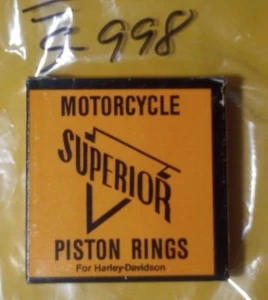 998
MOTORCYCLE
SUPERIOR
PISTON RINGS
For Harley-Davidson